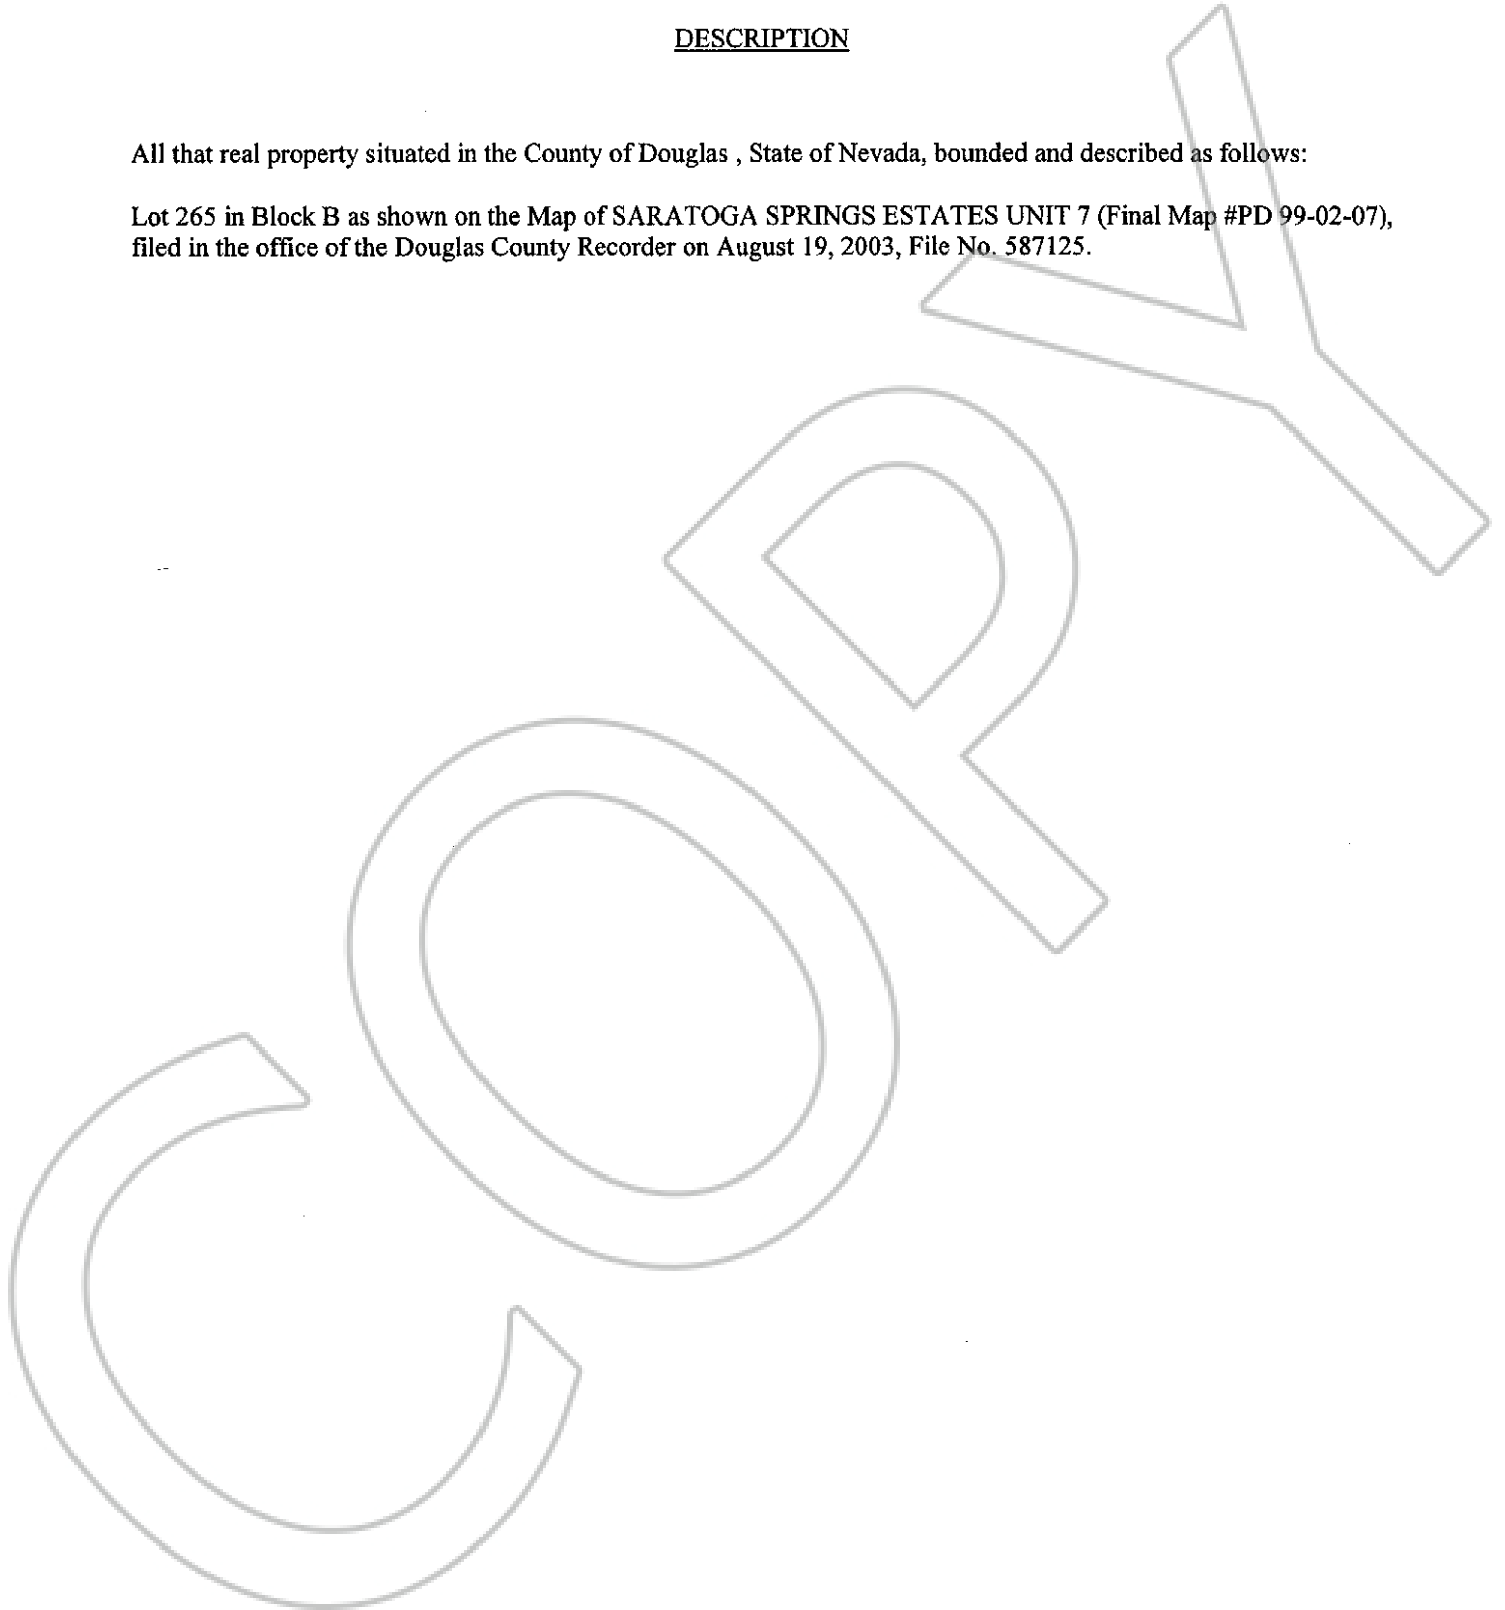 DESCRIPTION
All that real property situated in the County of Douglas , State of Nevada, bounded and described as follows:
Lot 265 in Block B as shown on the Map of SARATOGA SPRINGS ESTATES UNIT 7 (Final Map #PD 99-02-07),
filed in the office of the Douglas County Recorder on August 19, 2003, File No. 587125.
COPY